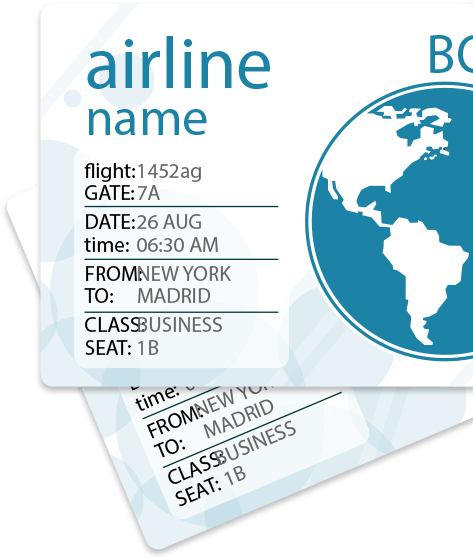 airline
name
BO
flight: 1452ag
GATE: 7A
DATE: 26 AUG
time: 06:30 AM
FROM: NEW YORK
TO: MADRID
CLASS: BUSINESS
SEAT: 1B
time:
FROM: NEW YORK
TO: MADRID
CLASS: BUSINESS
SEAT: 1B